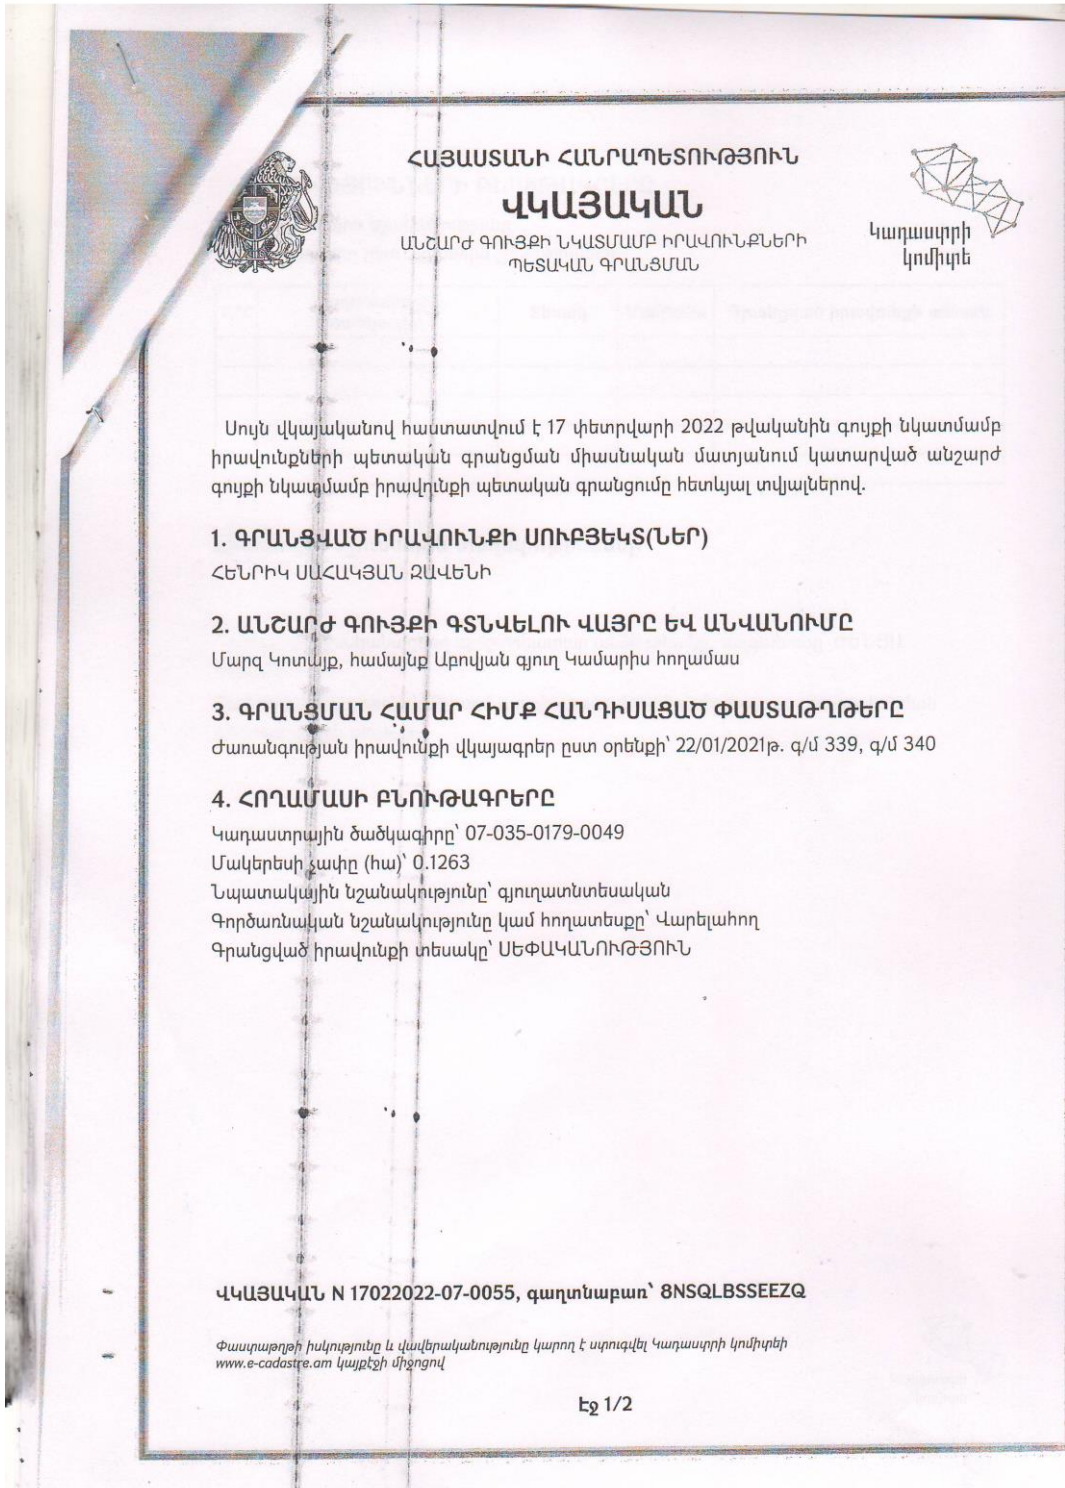 ՀԱՅԱՍՏԱՆԻ ՀԱՆՐԱՊԵՏՈՒԹՅՈՒՆ
ՎԿԱՅԱԿԱՆ
ԱՆՇԱՐԺ ԳՈՒՅՔԻ ՆԿԱՏՄԱՄԲ ԻՐԱՎՈՒՆՔՆԵՐԻ
ՊԵՏԱԿԱՆ ԳՐԱՆՑՄԱՆ
Կադաստրի
կոմիտե
Սույն վկայականով հաստատվում է 17 փետրվարի 2022 թվականին գույքի նկատմամբ
իրավունքների պետական գրանցման միասնական մատյանում կատարված անշարժ
գույքի նկատմամբ իրավունքի պետական գրանցումը հետևյալ տվյալներով.
1. ԳՐԱՆՑՎԱԾ ԻՐԱՎՈՒՆՔԻ ՍՈՒԲՅԵԿՏ(ՆԵՐ)
ՀԵՆՐԻԿ ՍԱՀԱԿՅԱՆ ԶԱՎԵՆԻ
2. ԱՆՇԱՐԺ ԳՈՒՅՔԻ ԳՏՆՎԵԼՈՒ ՎԱՅՐԸ ԵՎ ԱՆՎԱՆՈՒՄԸ
Մարզ Կոտայք, համայնք Աբովյան գյուղ Կամարիս հողամաս
3. ԳՐԱՆՑՄԱՆ ՀԱՄԱՐ ՀԻՄՔ ՀԱՆԴԻՍԱՑԱԾ ՓԱՍՏԱԹՂԹԵՐԸ
Ժառանգության իրավունքի վկայագրեր ըստ օրենքի՝ 22/01/2021թ. գ/մ 339, գ/մ 340
4. ՀՈՂԱՄԱՍԻ ԲՆՈՒԹԱԳՐԵՐԸ
Կադաստրային ծածկագիրը՝ 07-035-0179-0049
Մակերեսի չափը (հա)՝ 0.1263
Նպատակային նշանակությունը՝ գյուղատնտեսական
Գործառնական նշանակությունը կամ հողատեսքը՝ Վարելահող
Գրանցված իրավունքի տեսակը՝ ՍԵՓԱԿԱՆՈՒԹՅՈՒՆ
ՎԿԱՅԱԿԱՆ N 17022022-07-0055, գաղտնաբառ՝ 8NSQLBSSEEZQ
Փաստաթղթի իսկությունը և վավերականությունը կարող է ստուգվել Կադաստրի կոմիտեի
www.e-cadastre.am կայքէջի միջոցով
Էջ 1/2